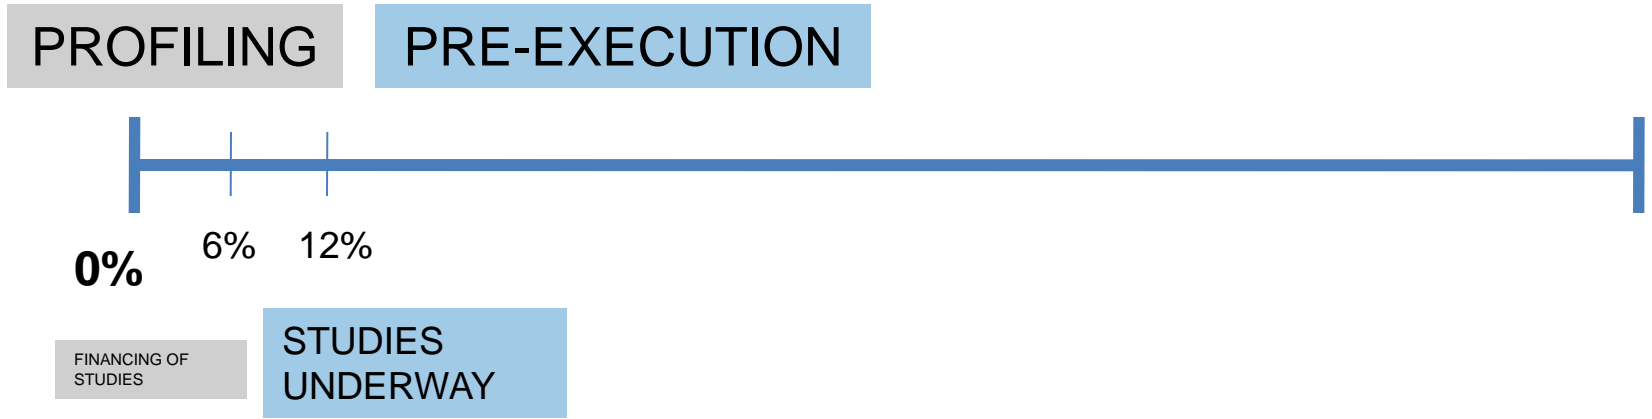 PROFILING
PRE-EXECUTION
6%
12%
0%
FINANCING OF
STUDIES
STUDIES
UNDERWAY